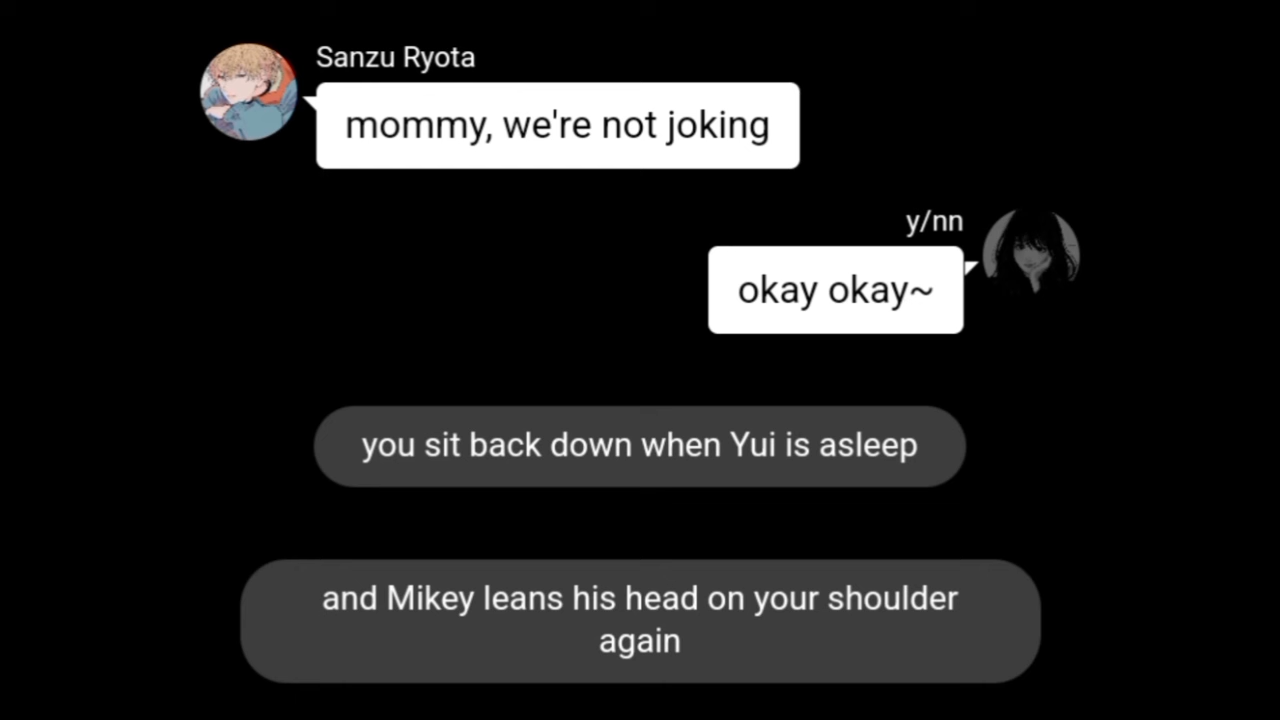 Sanzu Ryota
mommy, we're not joking
y/nn
okay okay~
you sit back down when Yui is asleep
and Mikey leans his head on your shoulder
again